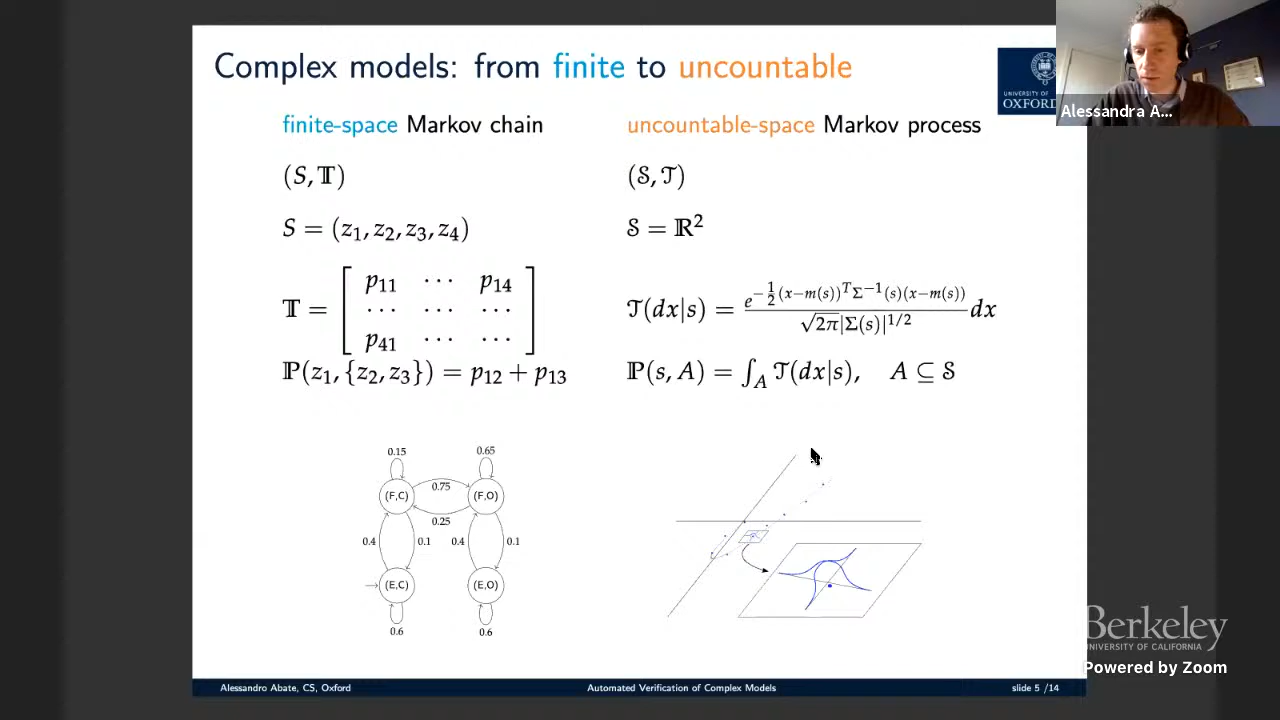 Complex models: from finite to uncountable
UNIVERSITY OF
OXFORD
Alessandra A...
finite-space Markov chain
(S, 𝕋)
S = (z₁, z₂, z₃, z₄)
𝕋 = [ p₁₁ ⋯ p₁₄
⋯ ⋯ ⋯
p₄₁ ⋯ ⋯ ]
ℙ(z₁, {z₂, z₃}) = p₁₂ + p₁₃
uncountable-space Markov process
(𝒮, 𝒯)
𝒮 = ℝ²
𝒯(dx|s) = e^{−½(x−m(s))ᵀΣ⁻¹(s)(x−m(s))} / (√2π|Σ(s)|^{1/2}) dx
ℙ(s, A) = ∫_A 𝒯(dx|s), A ⊆ 𝒮
0.15 0.65
(F,C) 0.75 (F,O)
0.25
0.4 0.1 0.4 0.1
(E,C) (E,O)
0.6 0.6
Berkeley
UNIVERSITY OF CALIFORNIA
Powered by Zoom
Alessandro Abate, CS, Oxford Automated Verification of Complex Models slide 5 /14